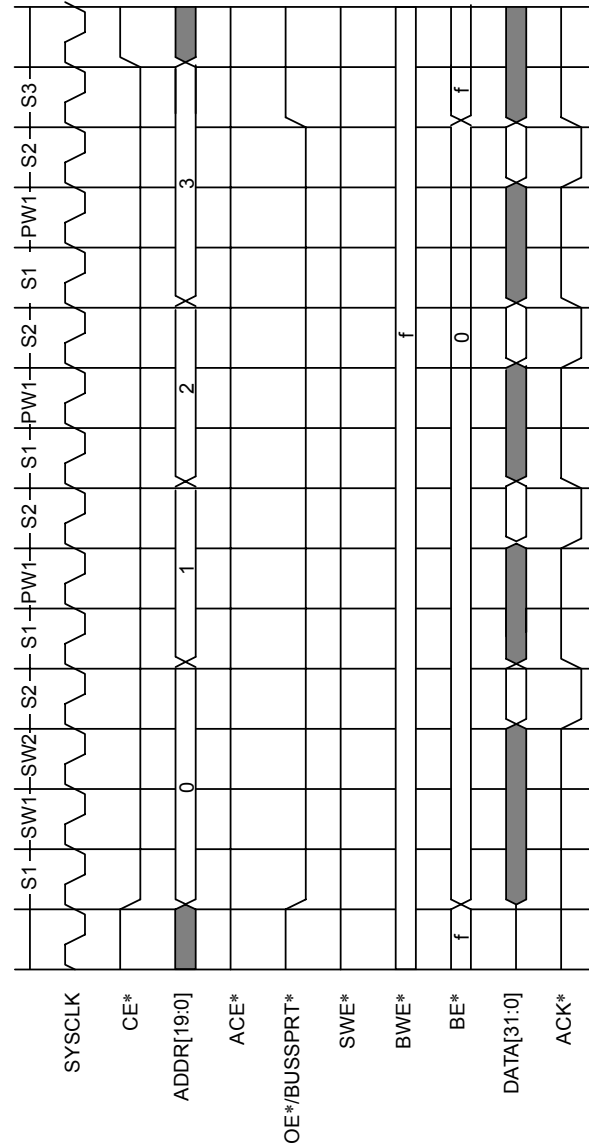 S1 SW1 SW2 S2 S1 PW1 S2 S1 PW1 S2 S1 PW1 S2 S3
SYSCLK
CE*
ADDR[19:0] 0 1 2 3
ACE*
OE*/BUSSPRT*
SWE*
BWE* f
BE* f 0 f
DATA[31:0]
ACK*